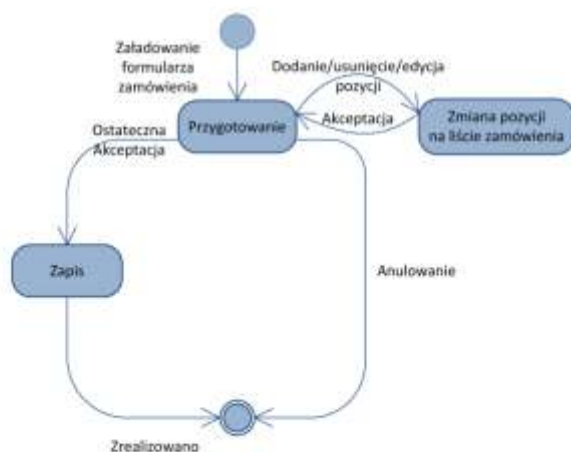 Załadowanie
formularza
zamówienia
Dodanie/usunięcie/edycja
pozycji
Ostateczna
Akceptacja
Przygotowanie
Akceptacja
Zmiana pozycji
na liście zamówienia
Zapis
Anulowanie
Zrealizowano